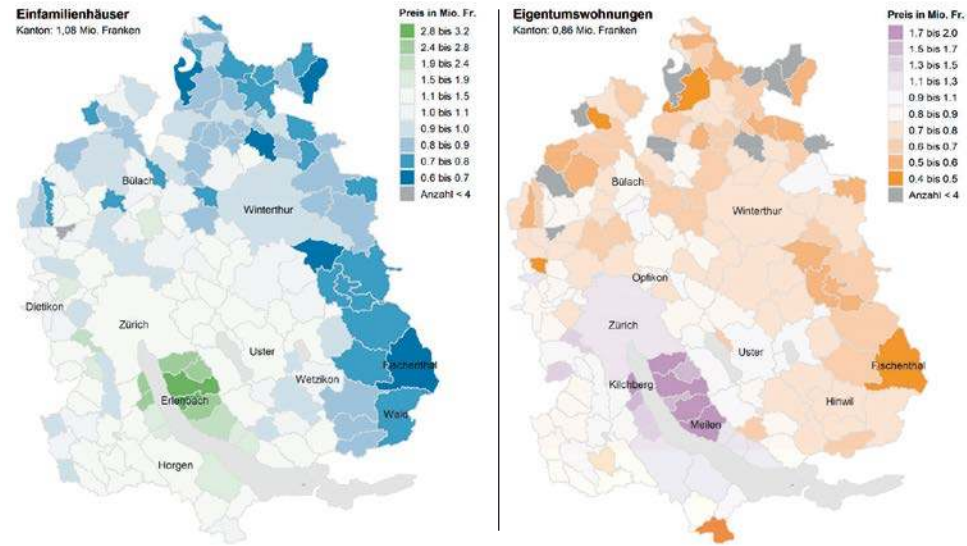 Einfamilienhäuser
Kanton: 1,08 Mio. Franken
Preis in Mio. Fr.
2.8 bis 3.2
2.4 bis 2.8
1.9 bis 2.4
1.5 bis 1.9
1.1 bis 1.5
1.0 bis 1.1
0.9 bis 1.0
0.8 bis 0.9
0.7 bis 0.8
0.6 bis 0.7
Anzahl < 4
Bülach
Winterthur
Dietikon
Zürich
Uster
Fischenthal
Wetzikon
Erlenbach
Wald
Horgen
Eigentumswohnungen
Kanton: 0,86 Mio. Franken
Preis in Mio. Fr.
1.7 bis 2.0
1.5 bis 1.7
1.3 bis 1.5
1.1 bis 1.3
0.9 bis 1.1
0.8 bis 0.9
0.7 bis 0.8
0.6 bis 0.7
0.5 bis 0.6
0.4 bis 0.5
Anzahl < 4
Bülach
Winterthur
Opfikon
Zürich
Uster
Fischenthal
Kilchberg
Hinwil
Meilen